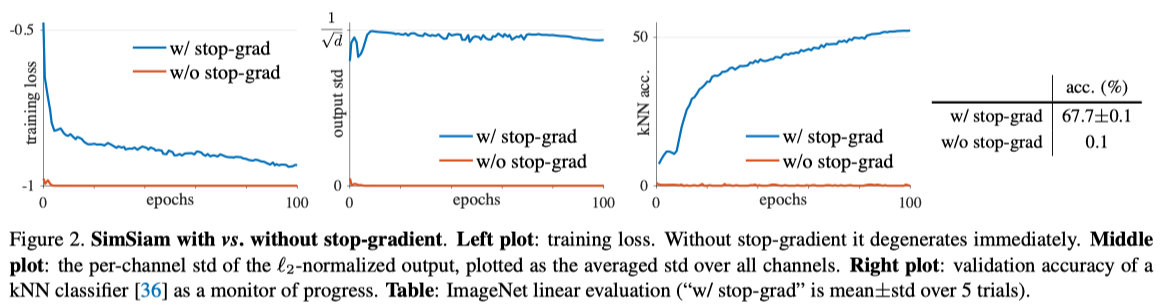 -0.5
-1
training loss
w/ stop-grad
w/o stop-grad
0
epochs
100
1
√d
0
output std
w/ stop-grad
w/o stop-grad
0
epochs
100
50
0
kNN acc.
w/ stop-grad
w/o stop-grad
0
epochs
100
acc. (%)
w/ stop-grad 67.7±0.1
w/o stop-grad 0.1
Figure 2. SimSiam with vs. without stop-gradient. Left plot: training loss. Without stop-gradient it degenerates immediately. Middle
plot: the per-channel std of the ℓ2-normalized output, plotted as the averaged std over all channels. Right plot: validation accuracy of a
kNN classifier [36] as a monitor of progress. Table: ImageNet linear evaluation (“w/ stop-grad” is mean±std over 5 trials).